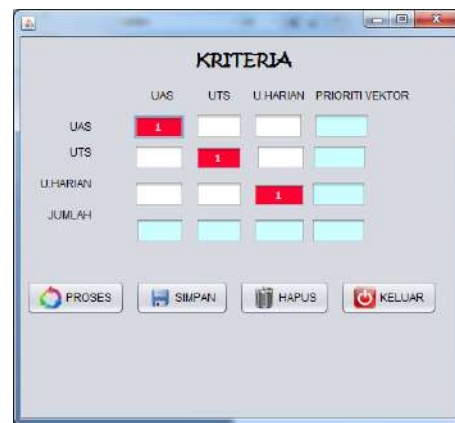 KRITERIA
UAS UTS U.HARIAN PRIORITI VEKTOR
UAS 1
UTS 1
U.HARIAN 1
JUMLAH
PROSES SIMPAN HAPUS KELUAR